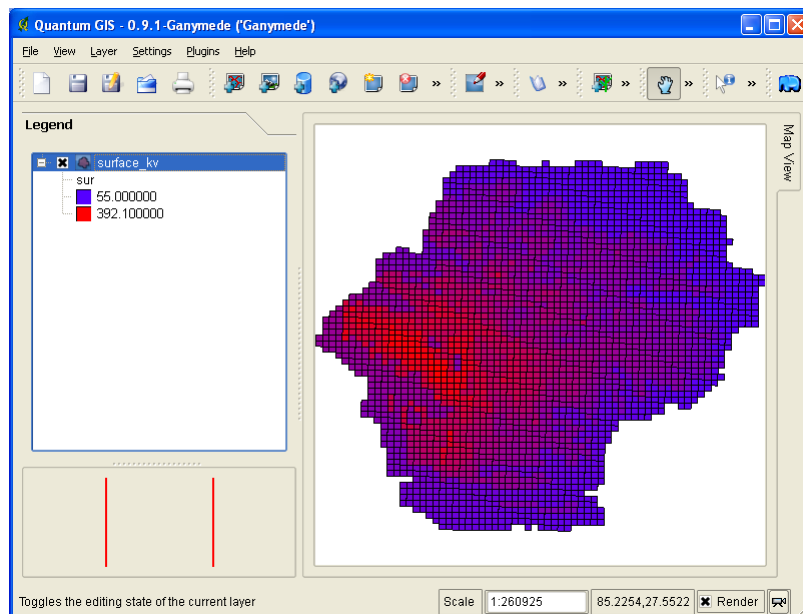 Quantum GIS - 0.9.1-Ganymede ('Ganymede')
File View Layer Settings Plugins Help
Legend
Map View
surface_kv
sur
55.000000
392.100000
Toggles the editing state of the current layer
Scale 1:260925 85.2254,27.5522 Render